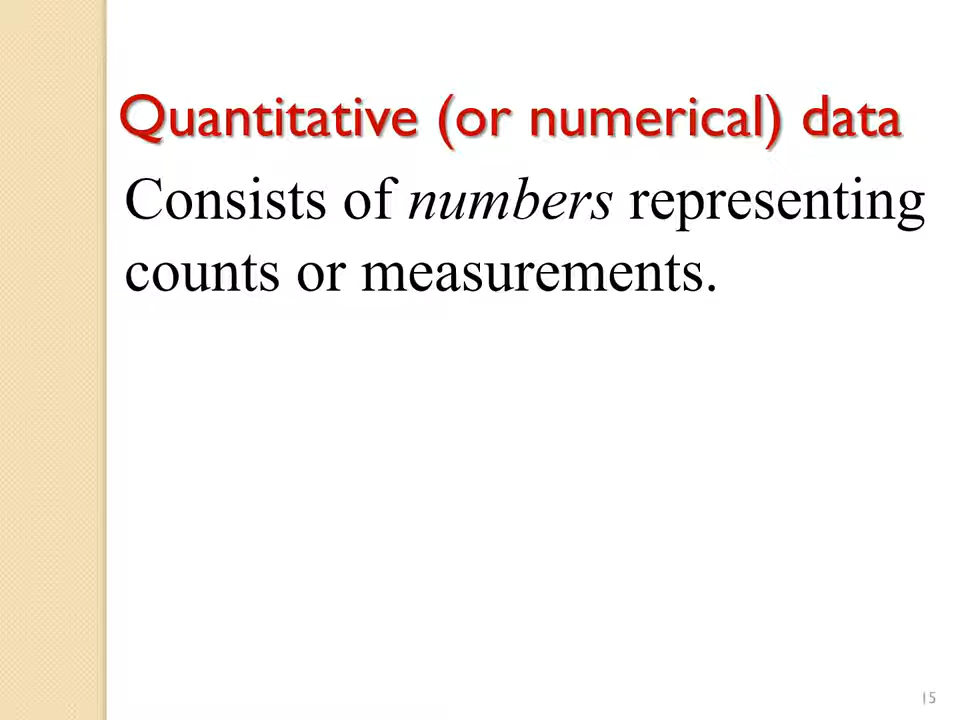 Quantitative (or numerical) data
Consists of numbers representing
counts or measurements.
15